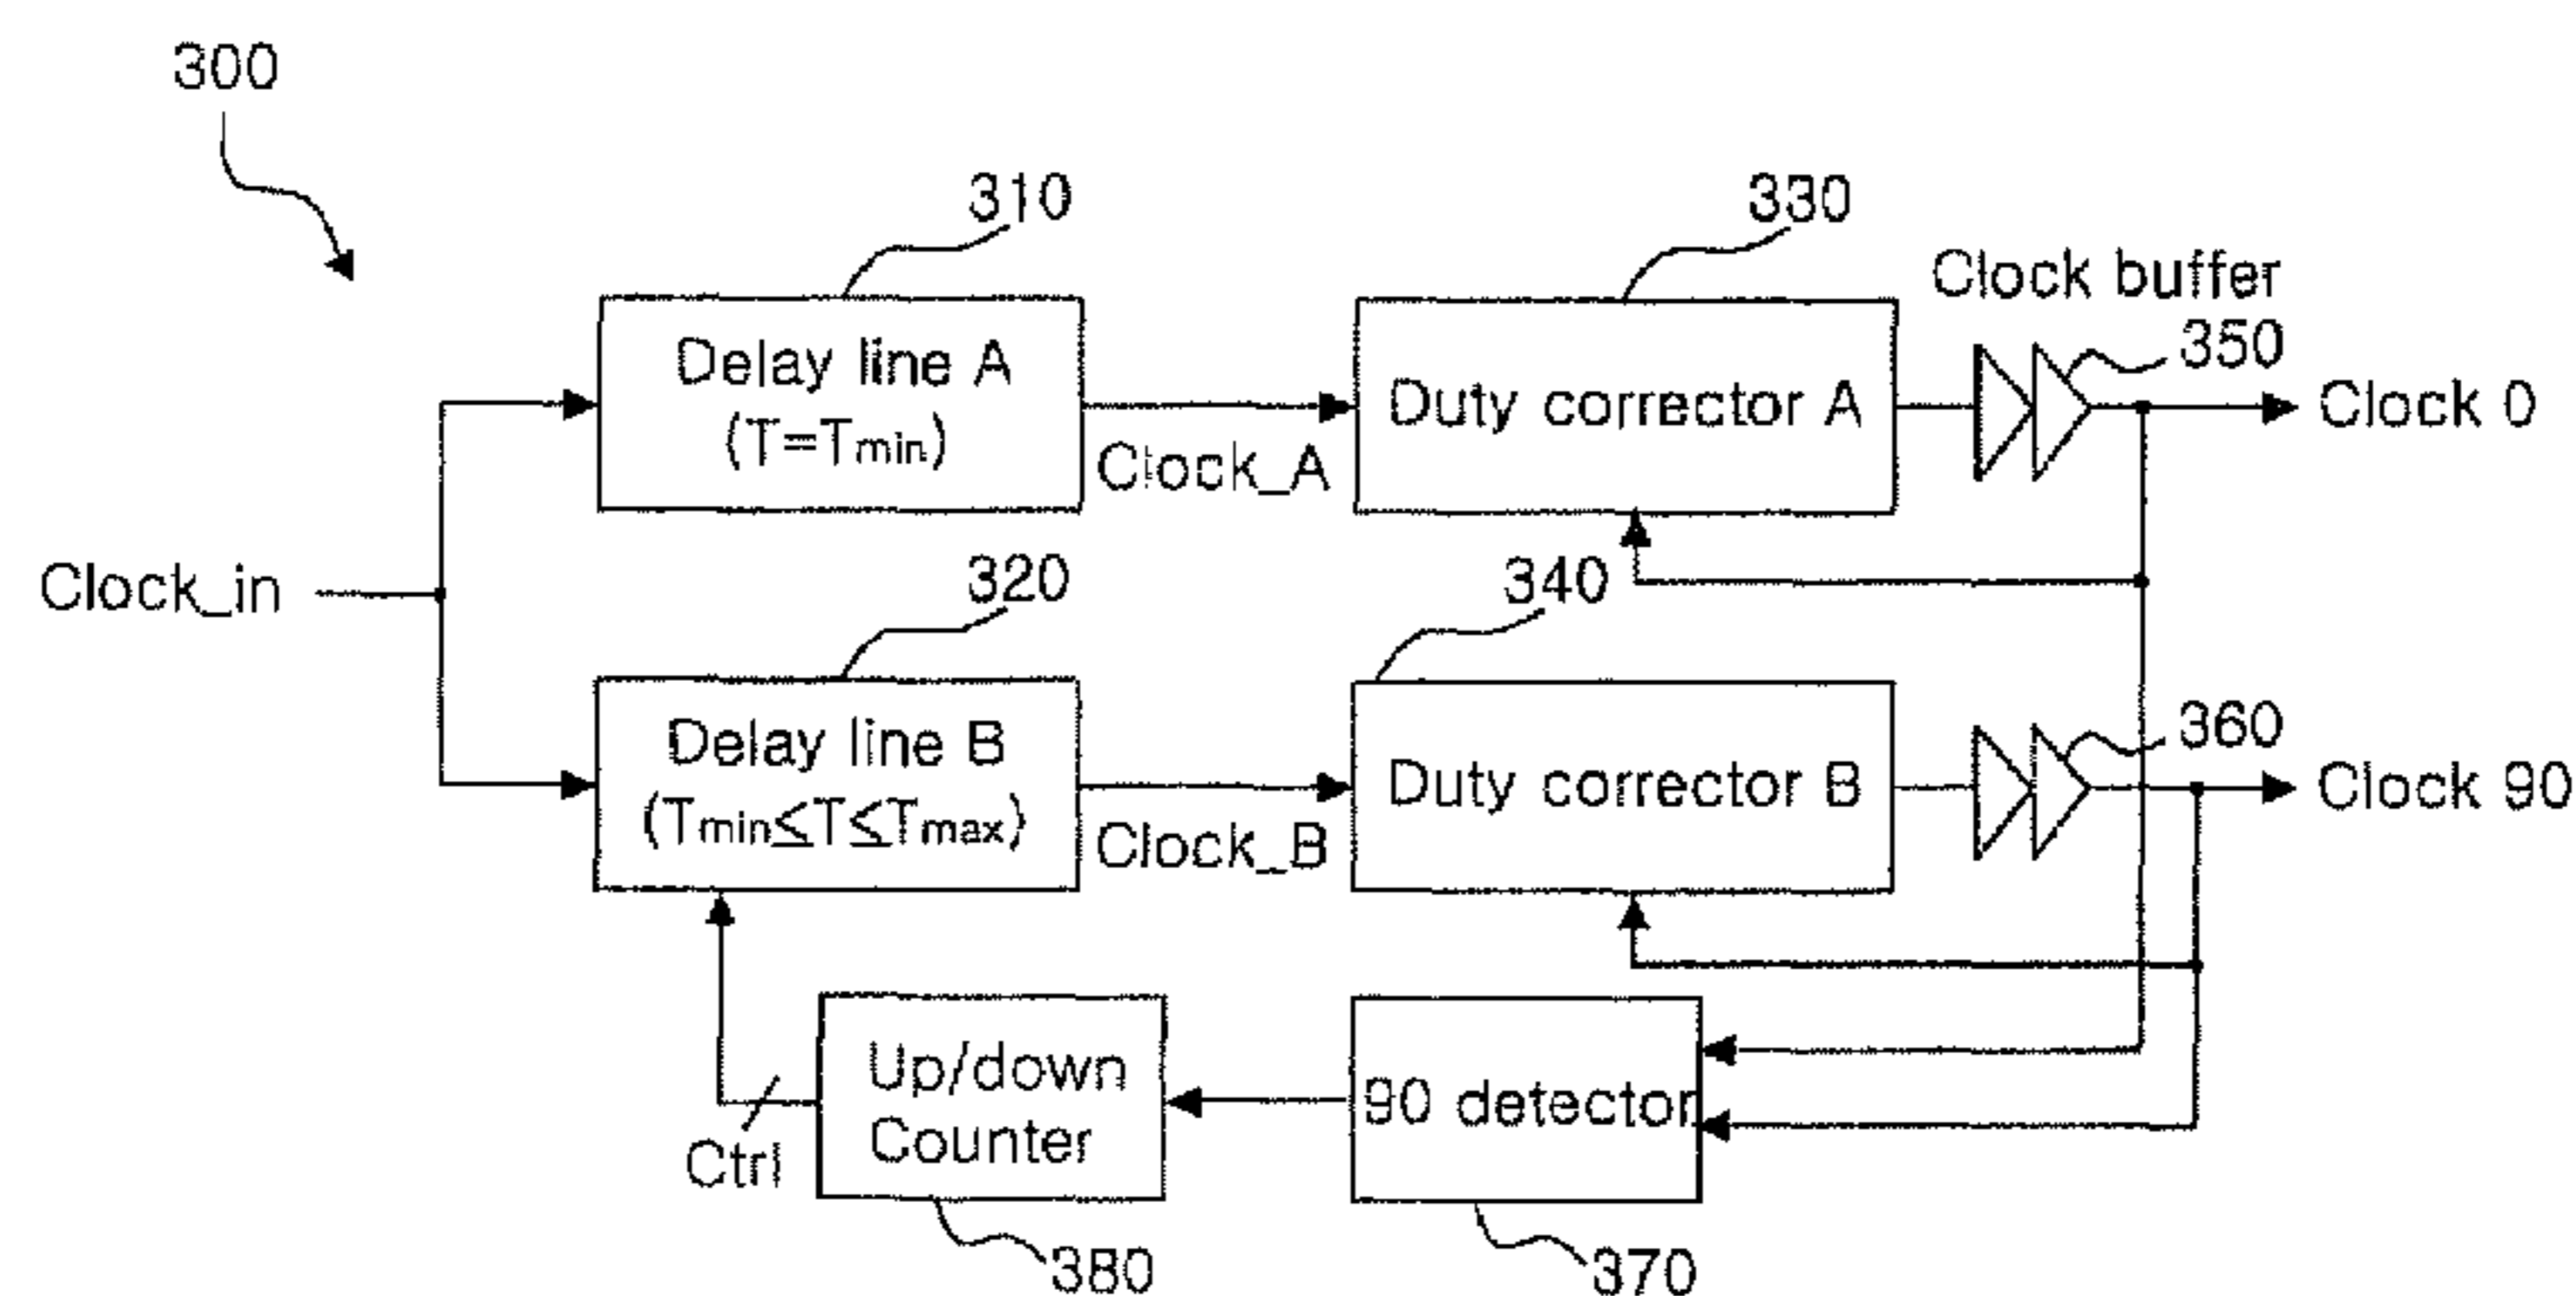 300
310
330
Clock buffer
350
Delay line A
(T=Tmin)
Clock_A
Duty corrector A
Clock 0
Clock_in
320
340
Delay line B
(Tmin≤T≤Tmax)
Clock_B
Duty corrector B
360
Clock 90
Up/down
Counter
90 detector
Ctrl
380
370